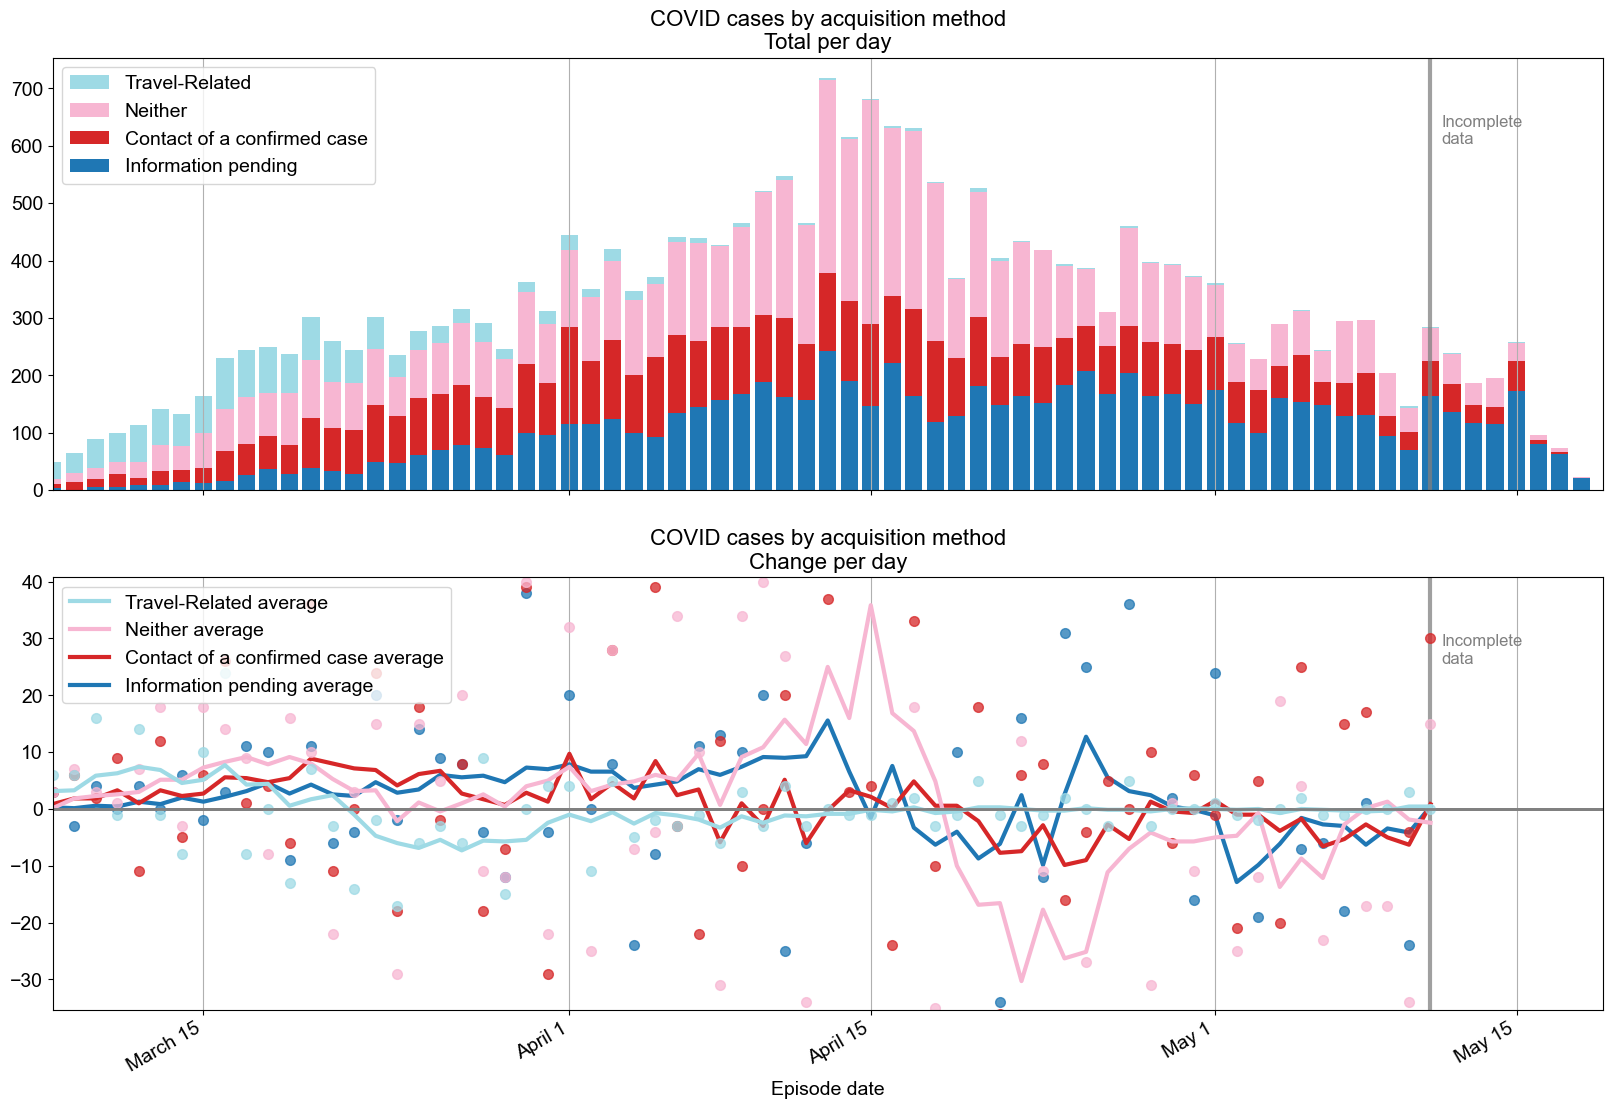 COVID cases by acquisition method
Total per day
700
600
500
400
300
200
100
0
Travel-Related
Neither
Contact of a confirmed case
Information pending
Incomplete
data
COVID cases by acquisition method
Change per day
40
30
20
10
0
−10
−20
−30
Travel-Related average
Neither average
Contact of a confirmed case average
Information pending average
Incomplete
data
March 15
April 1
April 15
May 1
May 15
Episode date